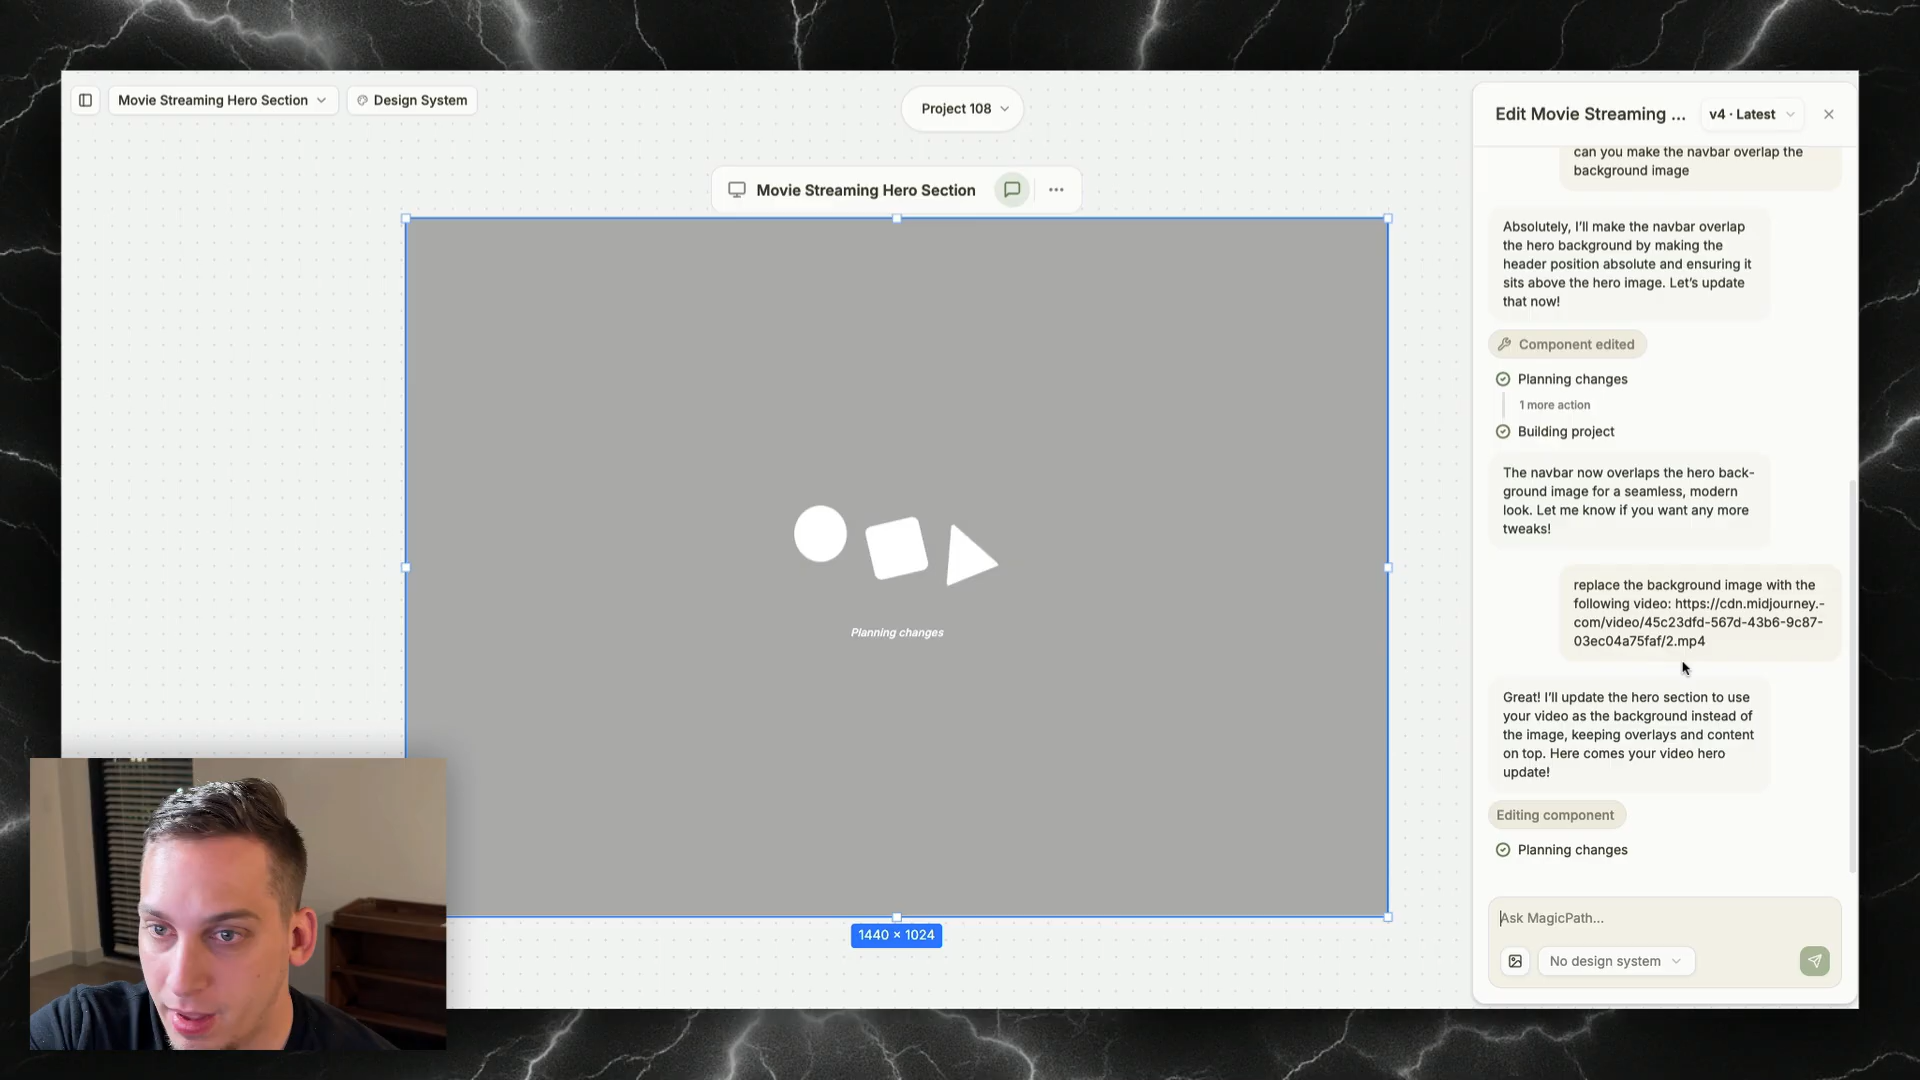 Movie Streaming Hero Section
Design System
Project 108
Movie Streaming Hero Section
Planning changes
1440 × 1024
Edit Movie Streaming ...
v4 · Latest
can you make the navbar overlap the
background image
Absolutely, I’ll make the navbar overlap
the hero background by making the
header position absolute and ensuring it
sits above the hero image. Let’s update
that now!
Component edited
Planning changes
1 more action
Building project
The navbar now overlaps the hero back-
ground image for a seamless, modern
look. Let me know if you want any more
tweaks!
replace the background image with the
following video: https://cdn.midjourney.-
com/video/45c23dfd-567d-43b6-9c87-
03ec04a75faf/2.mp4
Great! I’ll update the hero section to use
your video as the background instead of
the image, keeping overlays and content
on top. Here comes your video hero
update!
Editing component
Planning changes
Ask MagicPath...
No design system